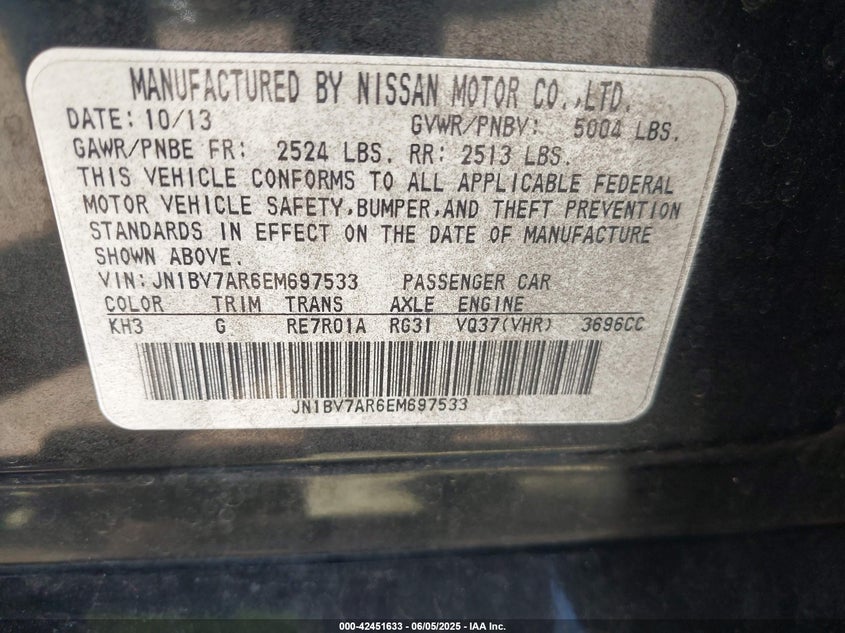 MANUFACTURED BY NISSAN MOTOR CO.,LTD.
DATE: 10/13 GVWR/PNBV: 5004 LBS.
GAWR/PNBE FR: 2524 LBS. RR: 2513 LBS.
THIS VEHICLE CONFORMS TO ALL APPLICABLE FEDERAL
MOTOR VEHICLE SAFETY,BUMPER,AND THEFT PREVENTION
STANDARDS IN EFFECT ON THE DATE OF MANUFACTURE
SHOWN ABOVE.
VIN:JN1BV7AR6EM697533 PASSENGER CAR
COLOR TRIM TRANS AXLE ENGINE
KH3 G RE7R01A RG31 VQ37(VHR) 3696CC
JN1BV7AR6EM697533
000-42451633 - 06/05/2025 - IAA Inc.